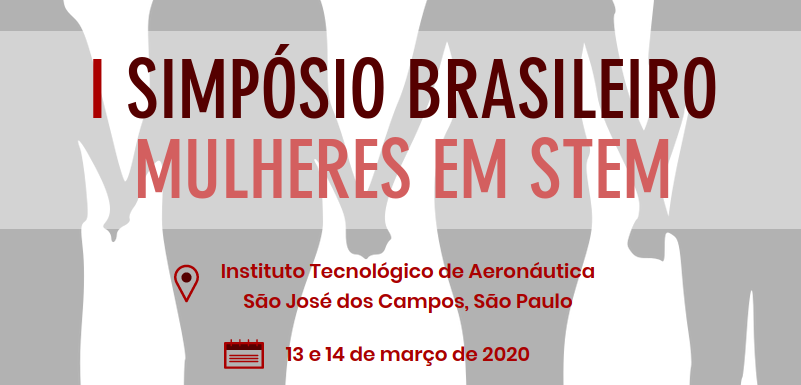 I SIMPÓSIO BRASILEIRO
MULHERES EM STEM
Instituto Tecnológico de Aeronáutica
São José dos Campos, São Paulo
13 e 14 de março de 2020